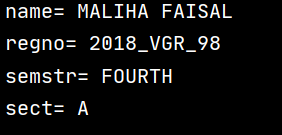 name= MALIHA FAISAL
regno= 2018_VGR_98
semstr= FOURTH
sect= A